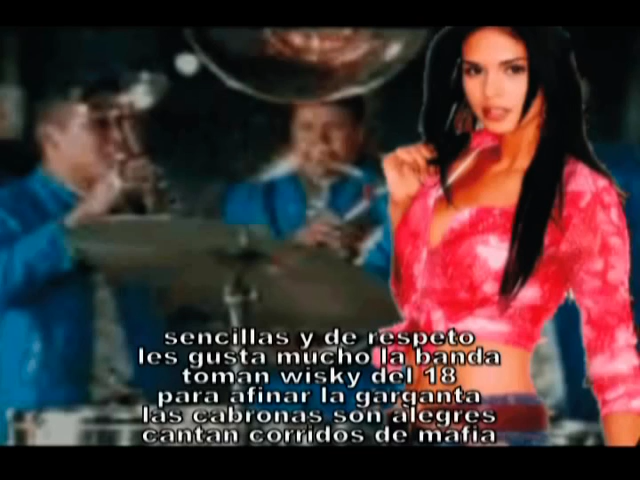 sencillas y de respeto
les gusta mucho la banda
toman wisky del 18
para afinar la garganta
las cabronas son alegres
cantan corridos de mafia